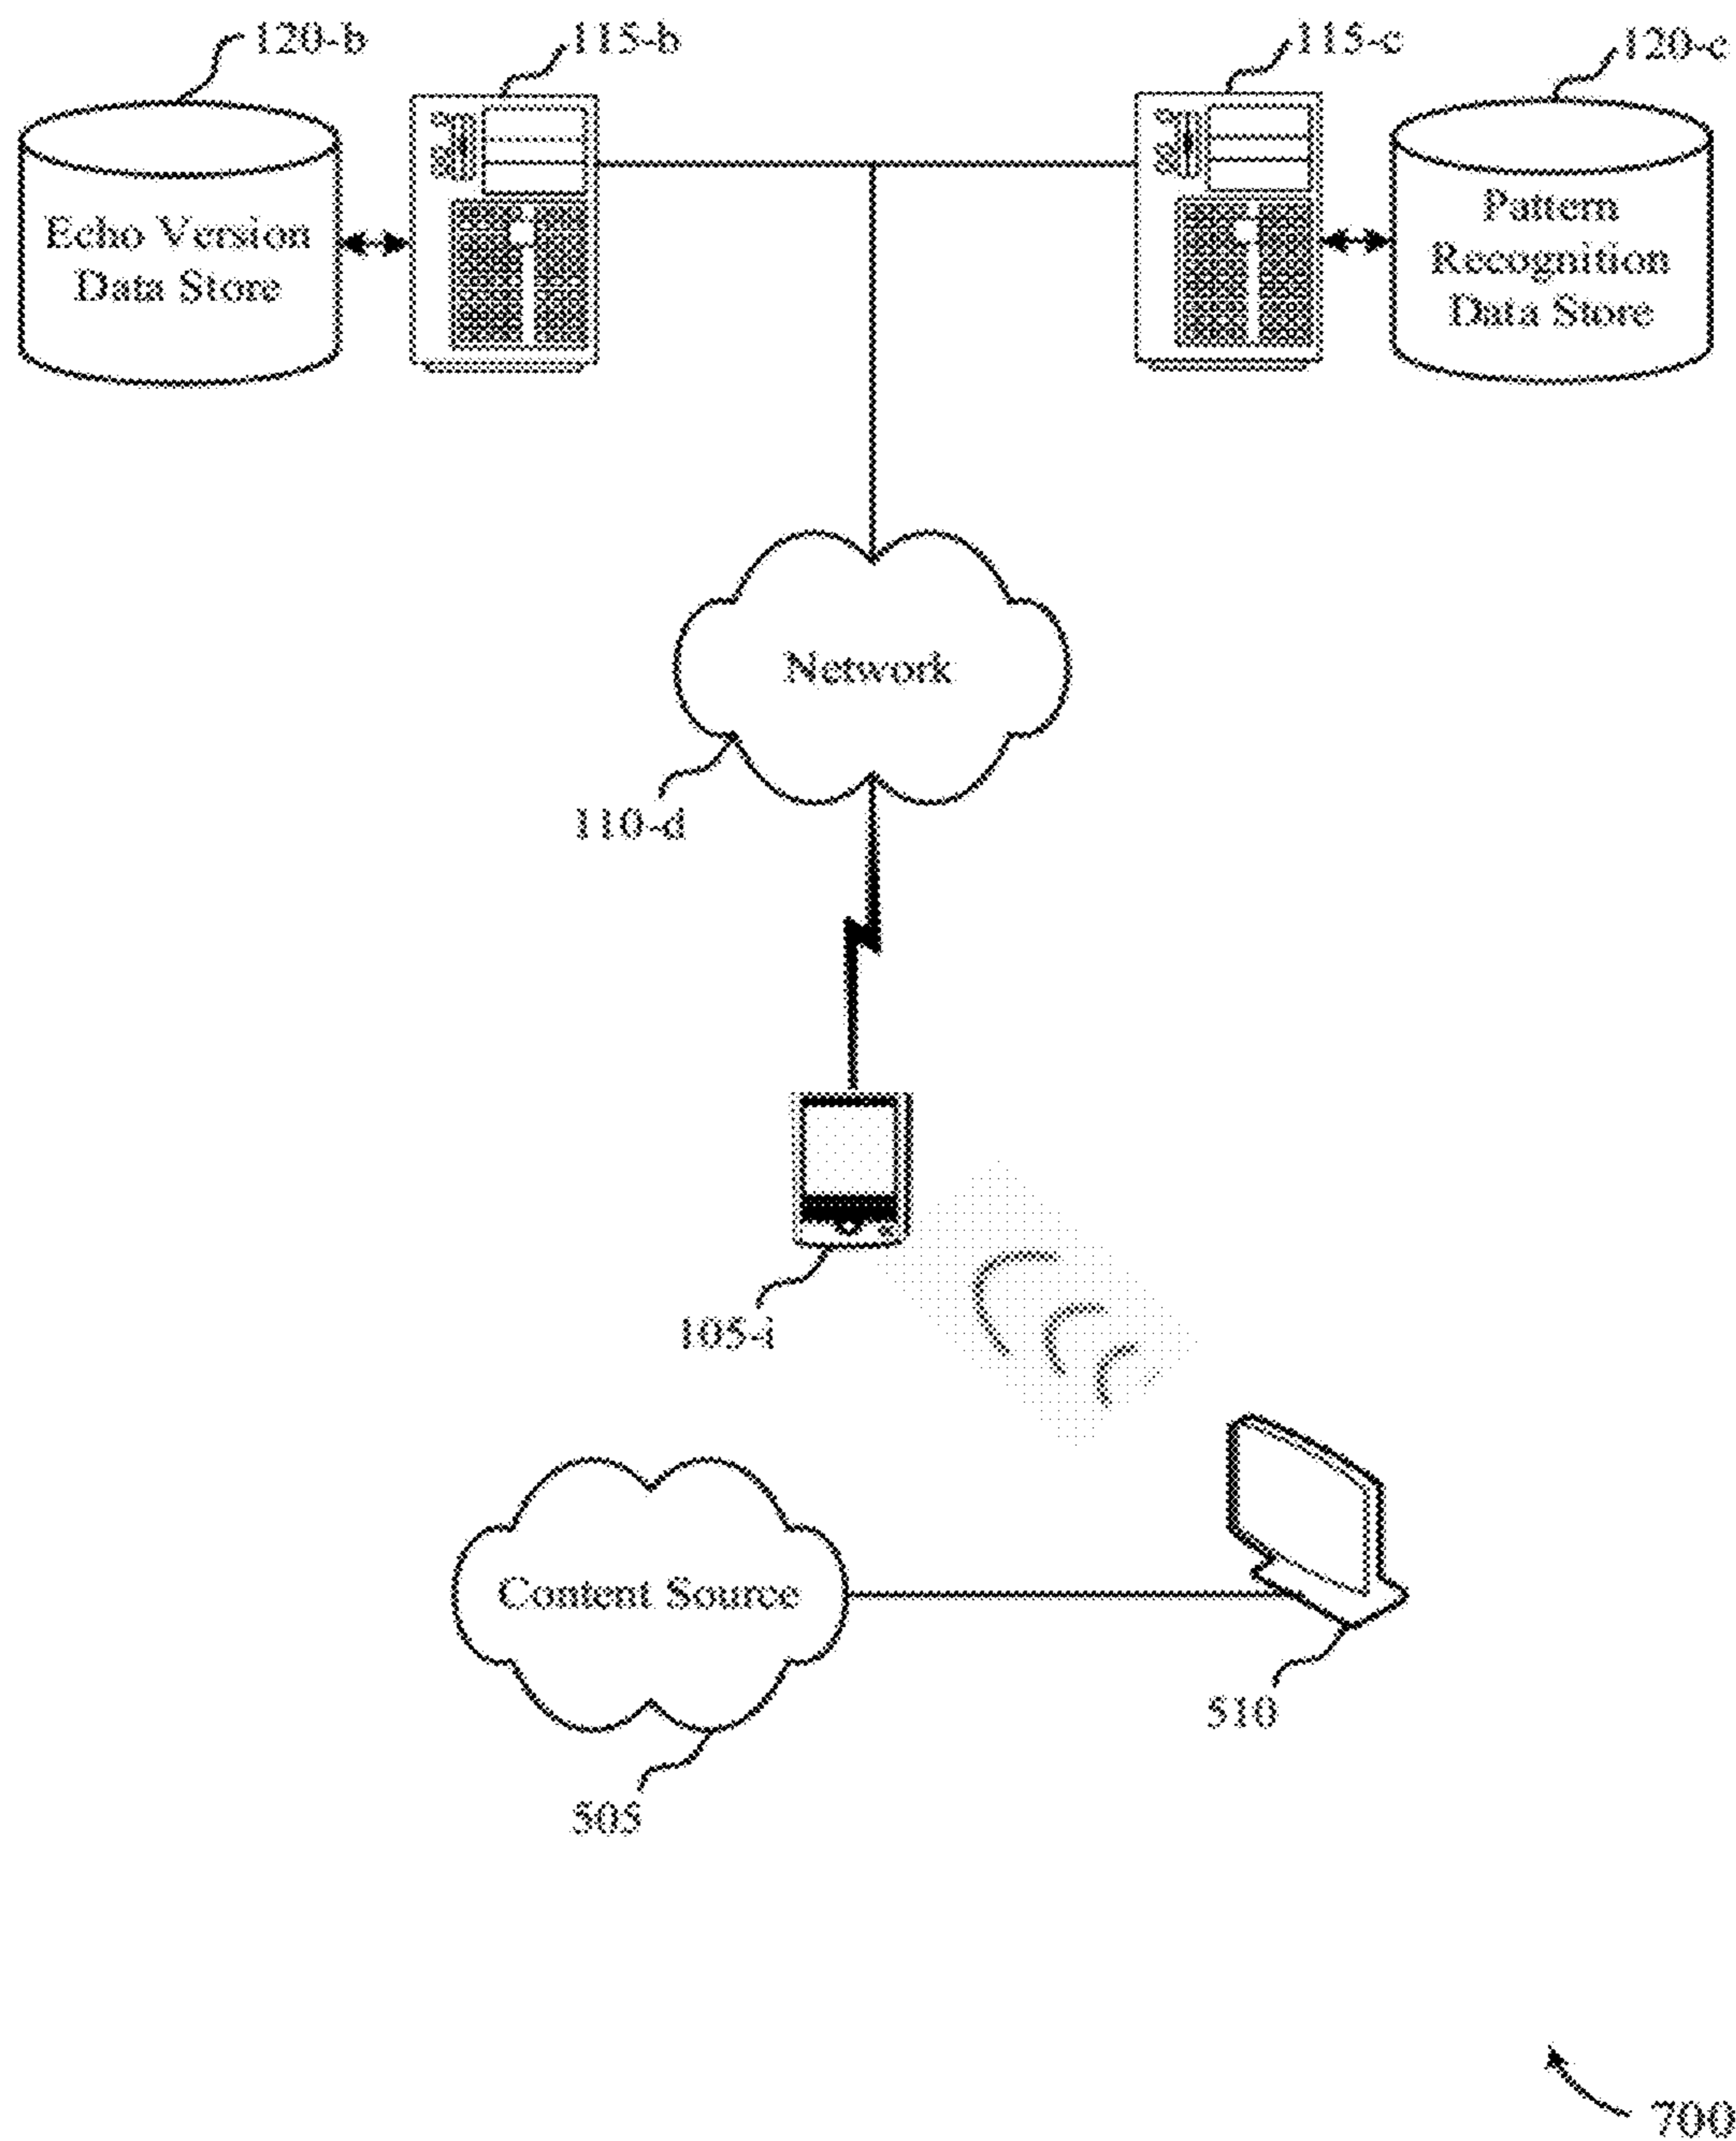 120-b
115-b
115-c
120-c
Echo Version
Data Store
Pattern
Recognition
Data Store
Network
110-d
105-i
Content Source
510
505
700